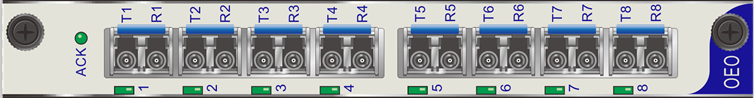 T1 R1 T2 R2 T3 R3 T4 R4 T5 R5 T6 R6 T7 R7 T8 R8
ACK
1 2 3 4 5 6 7 8
OEO